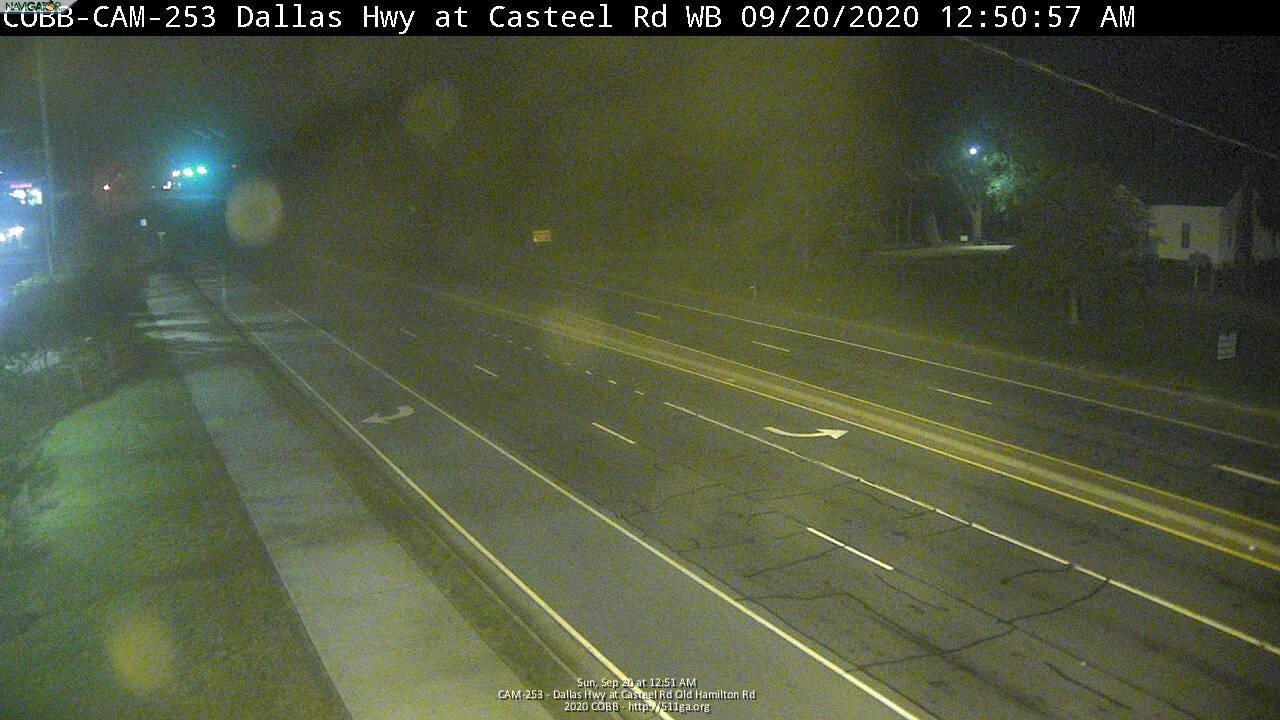 NAVIGATOR
COBB-CAM-253 Dallas Hwy at Casteel Rd WB 09/20/2020 12:50:57 AM
Sun, Sep 20 at 12:51 AM
CAM-253 - Dallas Hwy at Casteel Rd Old Hamilton Rd
2020 COBB - http://511ga.org